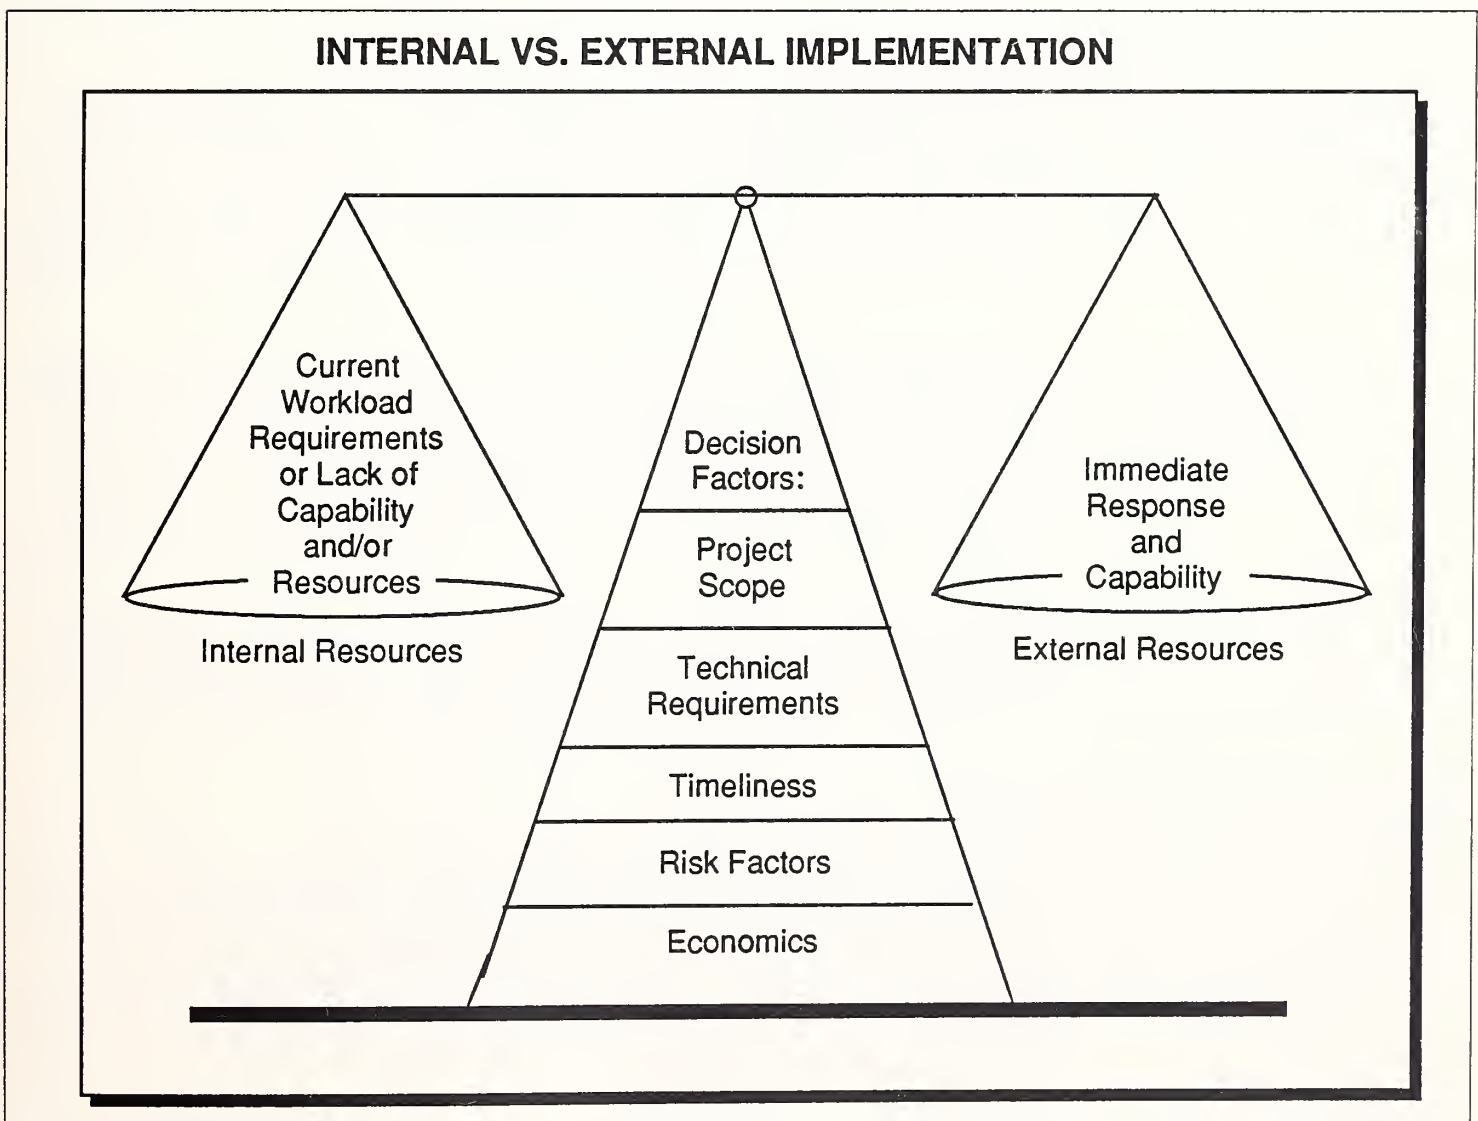 INTERNAL VS. EXTERNAL IMPLEMENTATION
Current
Workload
Requirements
or Lack of
Capability
and/or
Resources
Internal Resources
Decision
Factors:
Project
Scope
Technical
Requirements
Timeliness
Risk Factors
Economics
Immediate
Response
and
Capability
External Resources